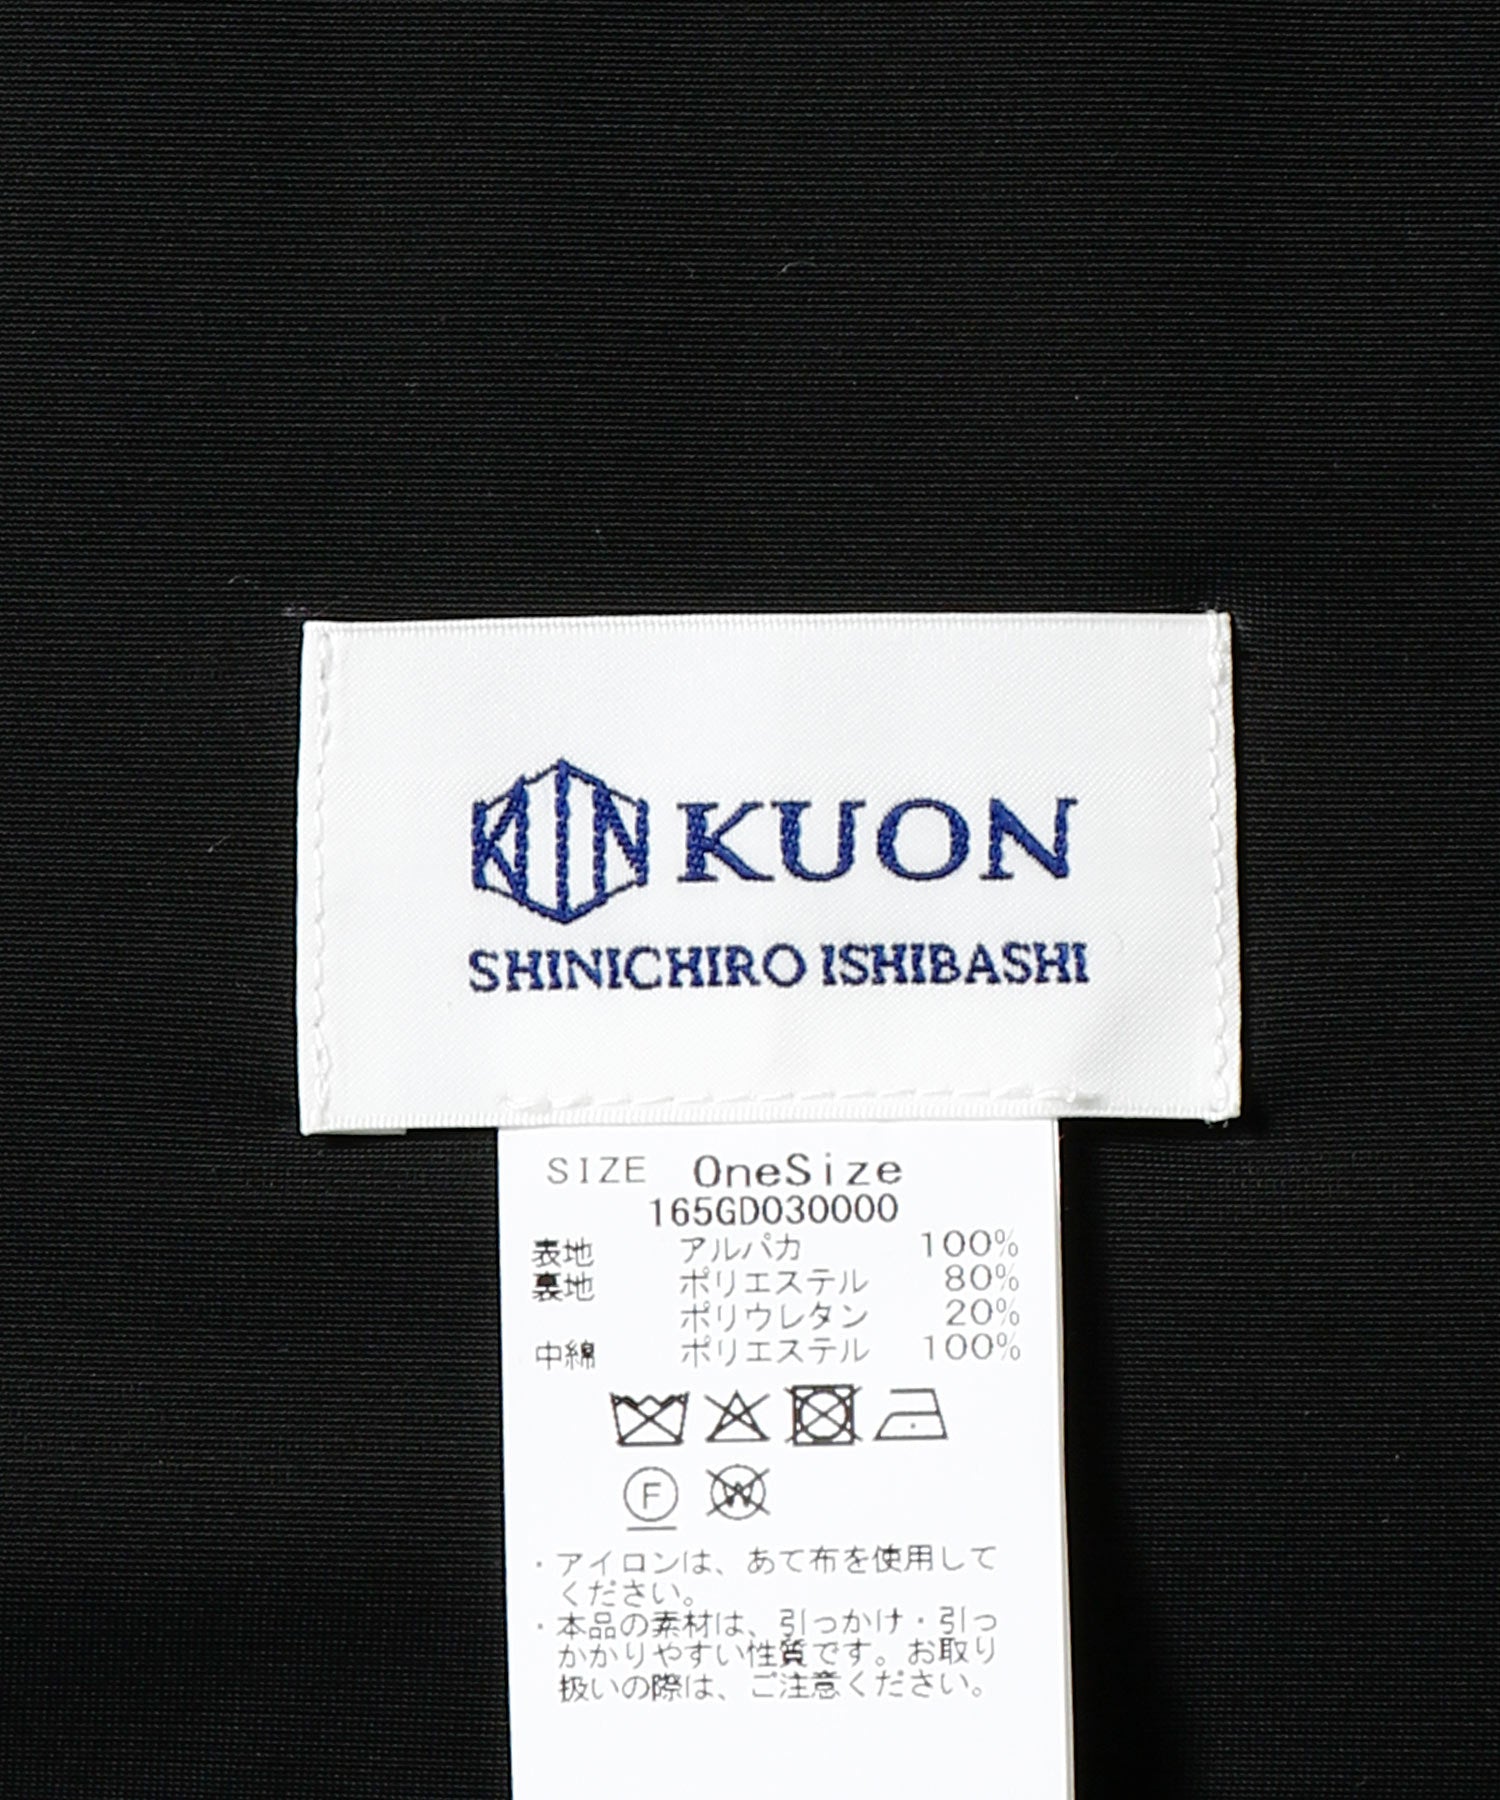 KUON KUON
SHINICHIRO ISHIBASHI
SIZE OneSize
165GD030000
表地 アルパカ 100%
裏地 ポリエステル 80%
ポリウレタン 20%
中綿 ポリエステル 100%
F W
・アイロンは、あて布を使用して
ください。
・本品の素材は、引っかけ・引っ
かかりやすい性質です。お取り
扱いの際は、ご注意ください。